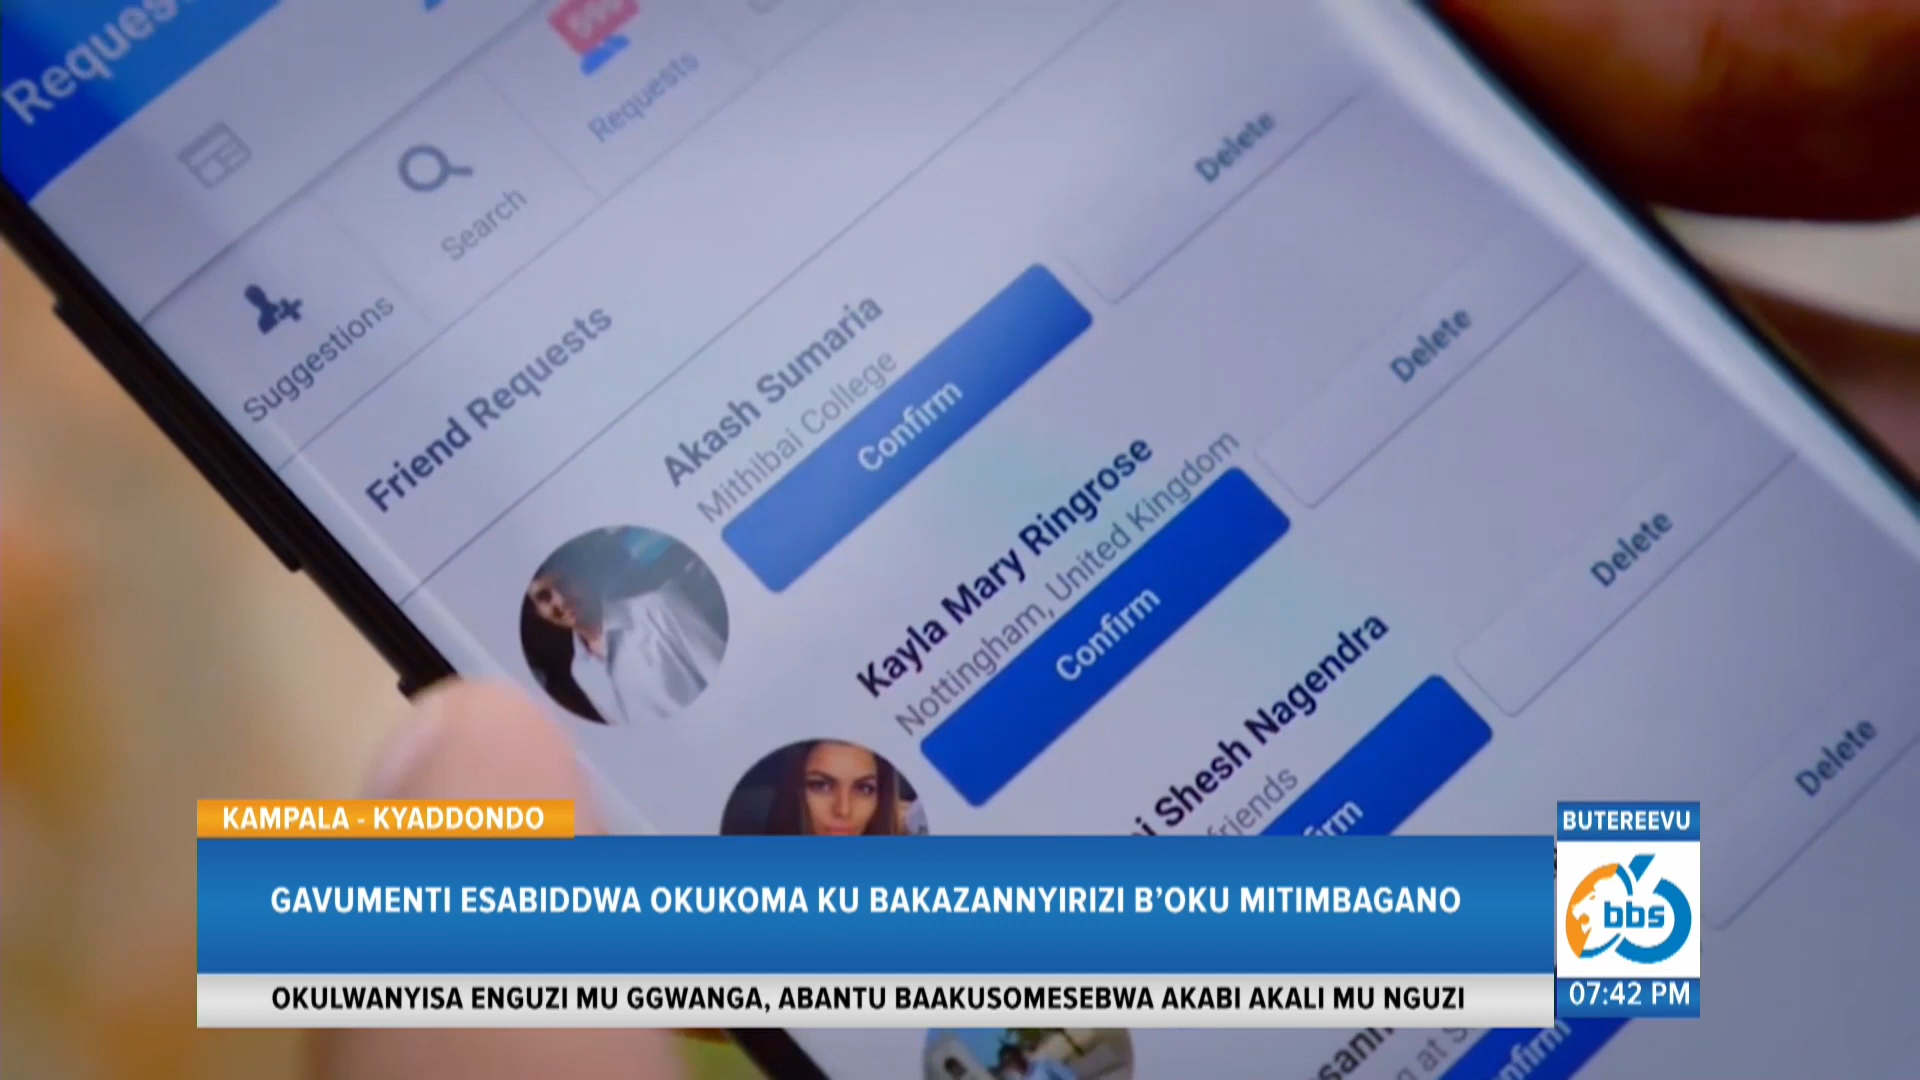 Requests
Suggestions
Search
Requests
Friend Requests
Akash Sumaria
Mithibai College
Confirm
Delete
Kayla Mary Ringrose
Nottingham, United Kingdom
Confirm
Delete
Shesh Nagendra
friends
Delete
Delete
KAMPALA - KYADDONDO
GAVUMENTI ESABIDDWA OKUKOMA KU BAKAZANNYIRIZI B’OKU MITIMBAGANO
OKULWANYISA ENGUZI MU GGWANGA, ABANTU BAAKUSOMESEBWA AKABI AKALI MU NGUZI
BUTEREEVU
bbs
07:42 PM